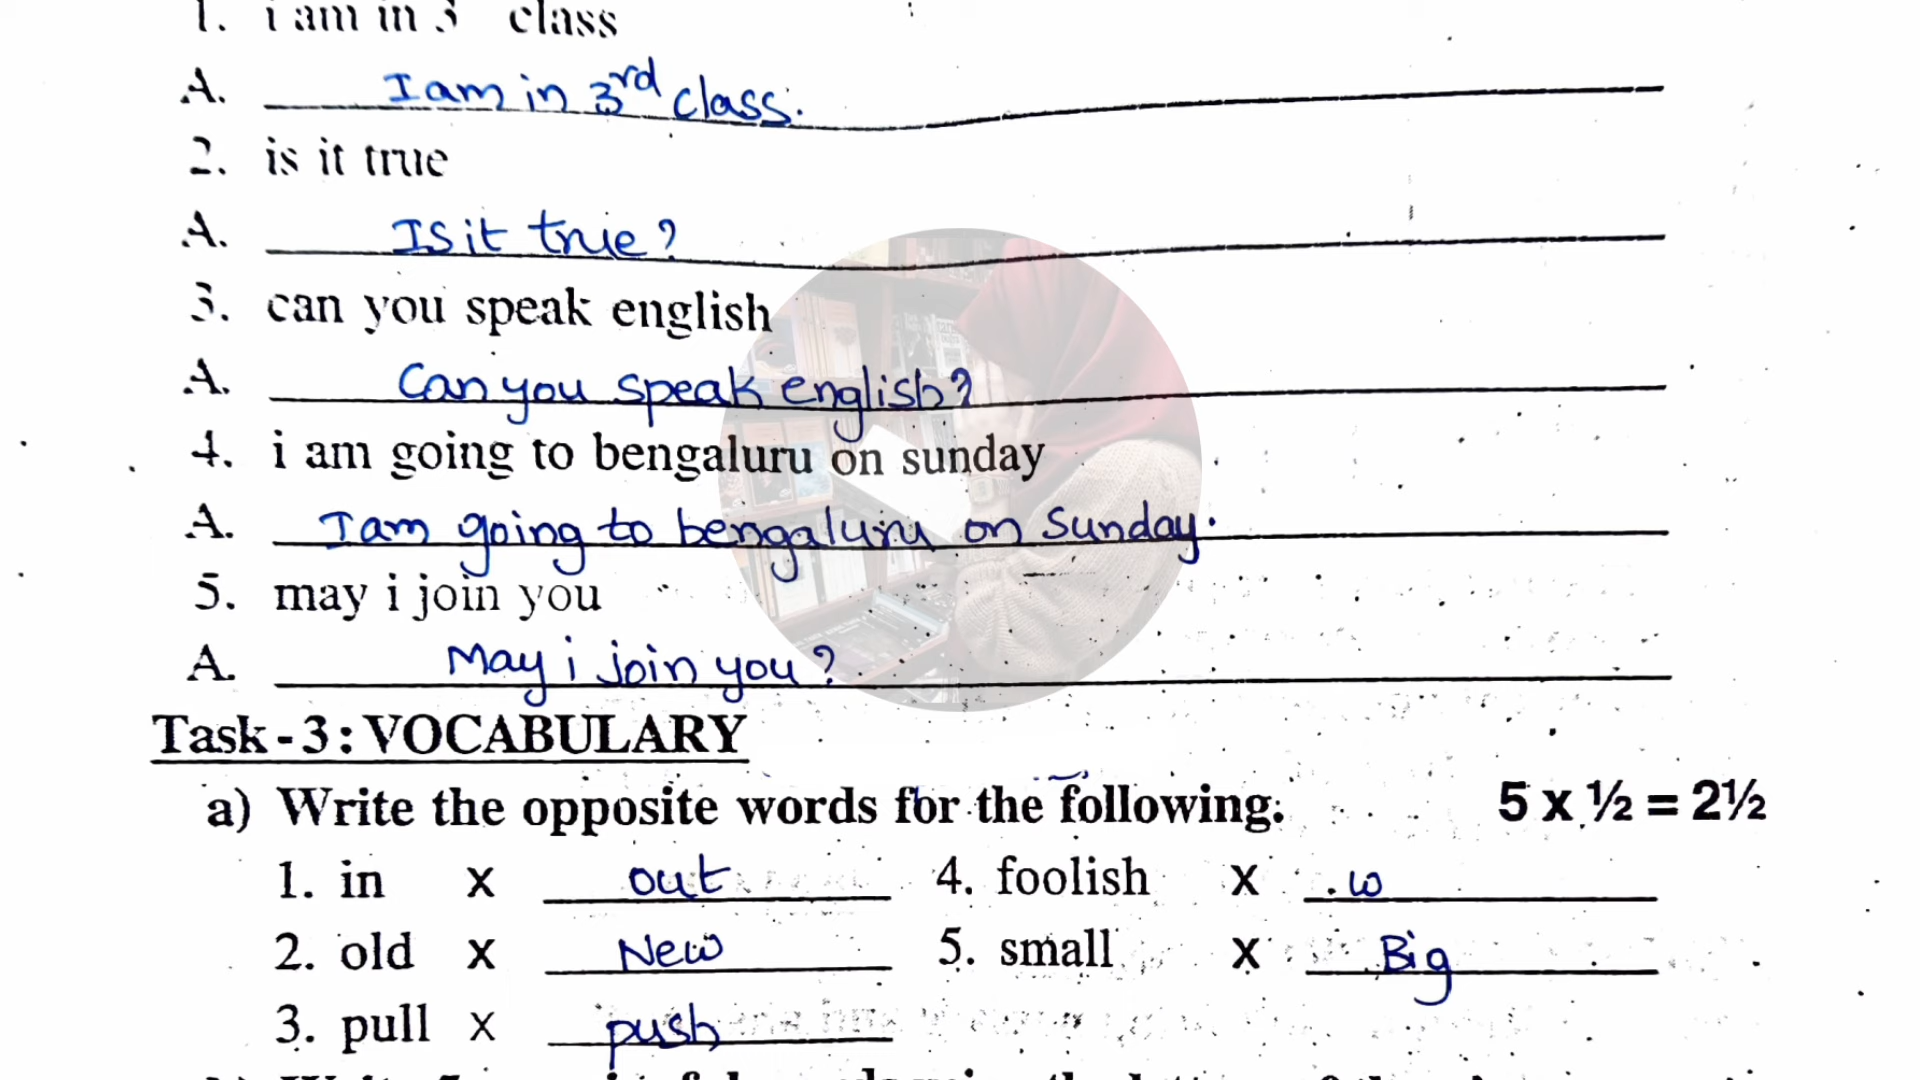 1. i am in 3 class
A. I am in 3rd class.
2. is it true
A. Is it true?
3. can you speak english
A. Can you speak english?
4. i am going to bengaluru on sunday
A. I am going to bengaluru on Sunday.
5. may i join you
A. May i join you?
Task - 3 : VOCABULARY
a) Write the opposite words for the following: 5 x ½ = 2½
1. in x out 4. foolish x w
2. old x New 5. small x Big
3. pull x push